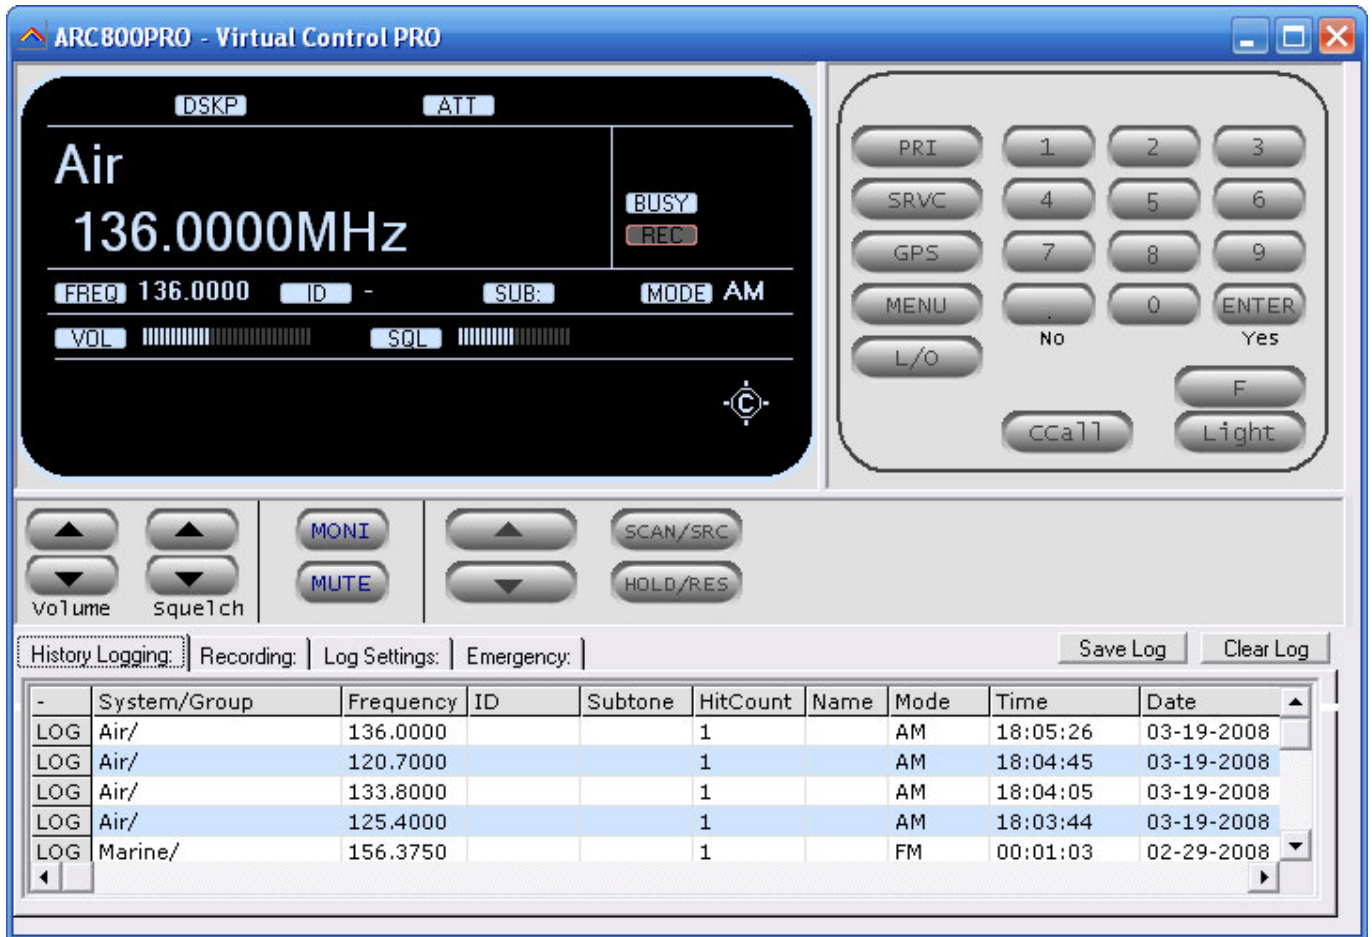 ARC800PRO - Virtual Control PRO
DSKP ATT
Air
136.0000MHz
BUSY
REC
FREQ 136.0000 ID - SUB: MODE AM
VOL SQL
C
PRI 1 2 3
SRVC 4 5 6
GPS 7 8 9
MENU . 0 ENTER
No Yes
L/O
F
CCall Light
MONI SCAN/SRC
MUTE HOLD/RES
Volume Squelch
History Logging: Recording: Log Settings: Emergency: Save Log Clear Log
- System/Group Frequency ID Subtone HitCount Name Mode Time Date
LOG Air/ 136.0000 1 AM 18:05:26 03-19-2008
LOG Air/ 120.7000 1 AM 18:04:45 03-19-2008
LOG Air/ 133.8000 1 AM 18:04:05 03-19-2008
LOG Air/ 125.4000 1 AM 18:03:44 03-19-2008
LOG Marine/ 156.3750 1 FM 00:01:03 02-29-2008